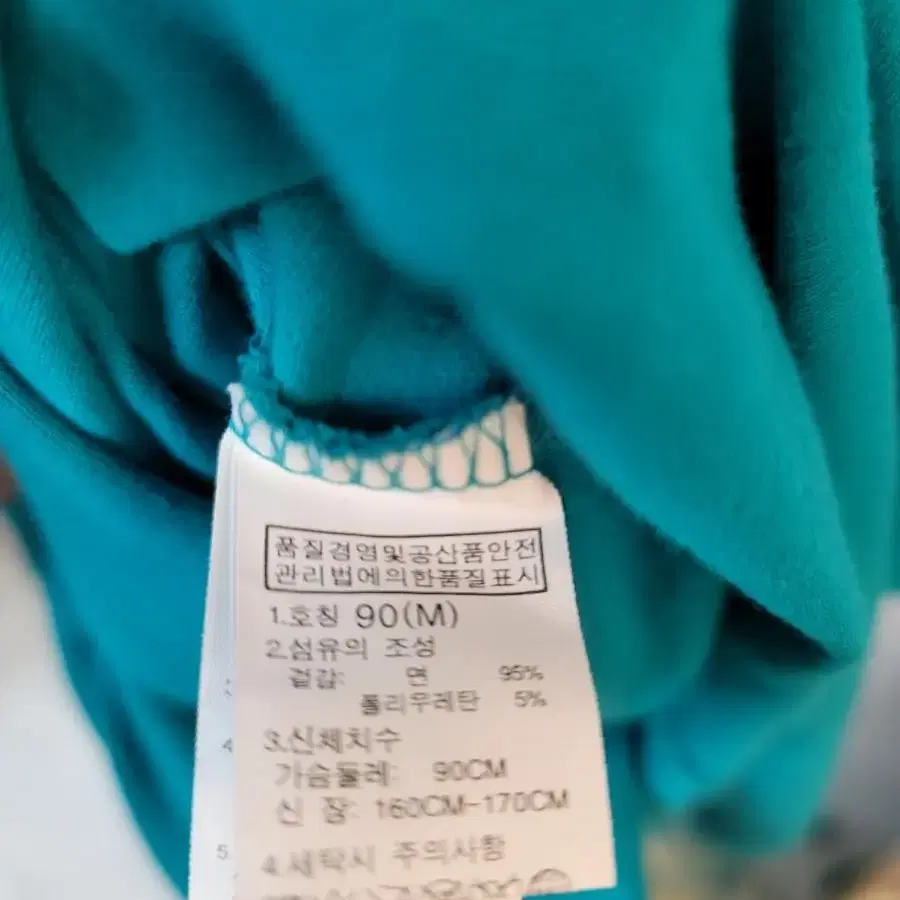 품질경영및공산품안전
관리법에의한품질표시
1.호칭 90(M)
2.섬유의 조성
겉감: 면 95%
폴리우레탄 5%
3.신체치수
가슴둘레: 90CM
신 장: 160CM-170CM
4.세탁시 주의사항
4
5.